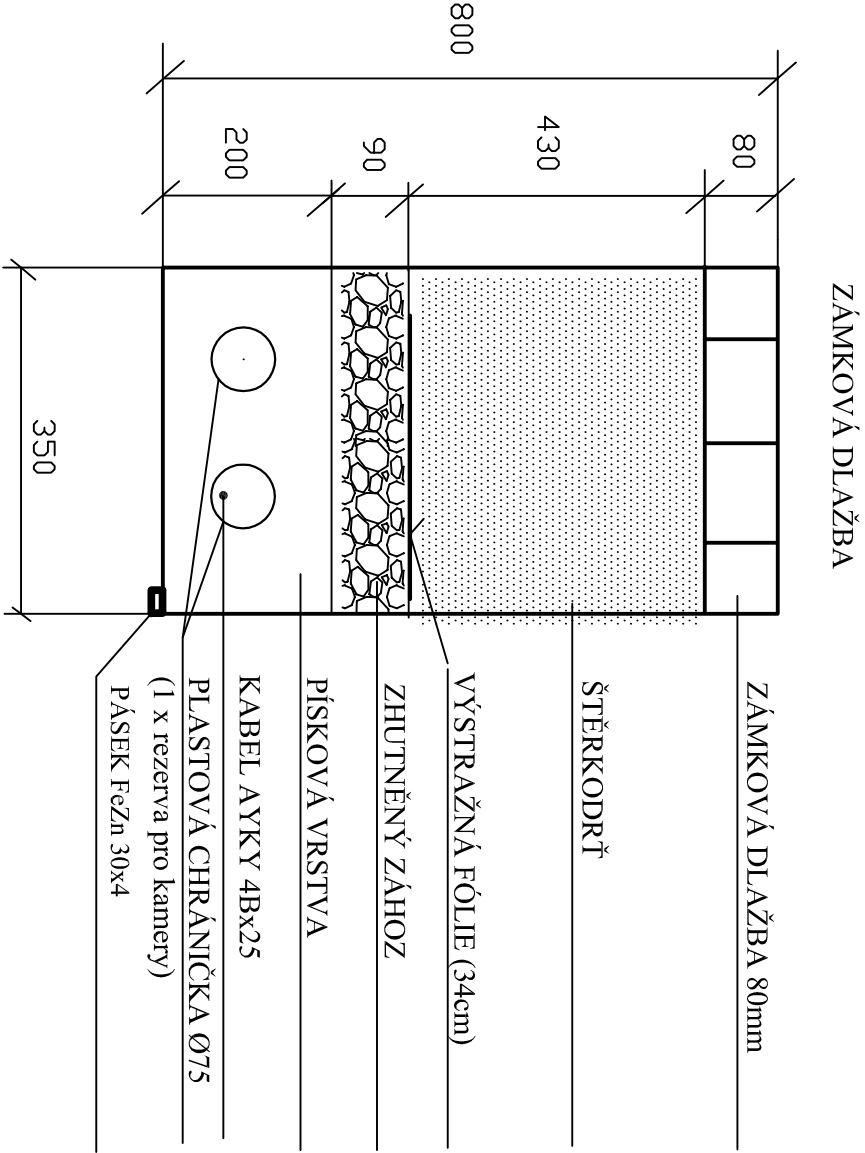 ZÁMKOVÁ DLAŽBA
800
80
430
90
200
350
ZÁMKOVÁ DLAŽBA 80mm
ŠTĚRKODRŤ
VÝSTRAŽNÁ FÓLIE (34cm)
ZHUTNĚNÝ ZÁHOZ
PÍSKOVÁ VRSTVA
KABEL AYKY 4Bx25
PLASTOVÁ CHRÁNIČKA Ø75
(1 x rezerva pro kamery)
PÁSEK FeZn 30x4